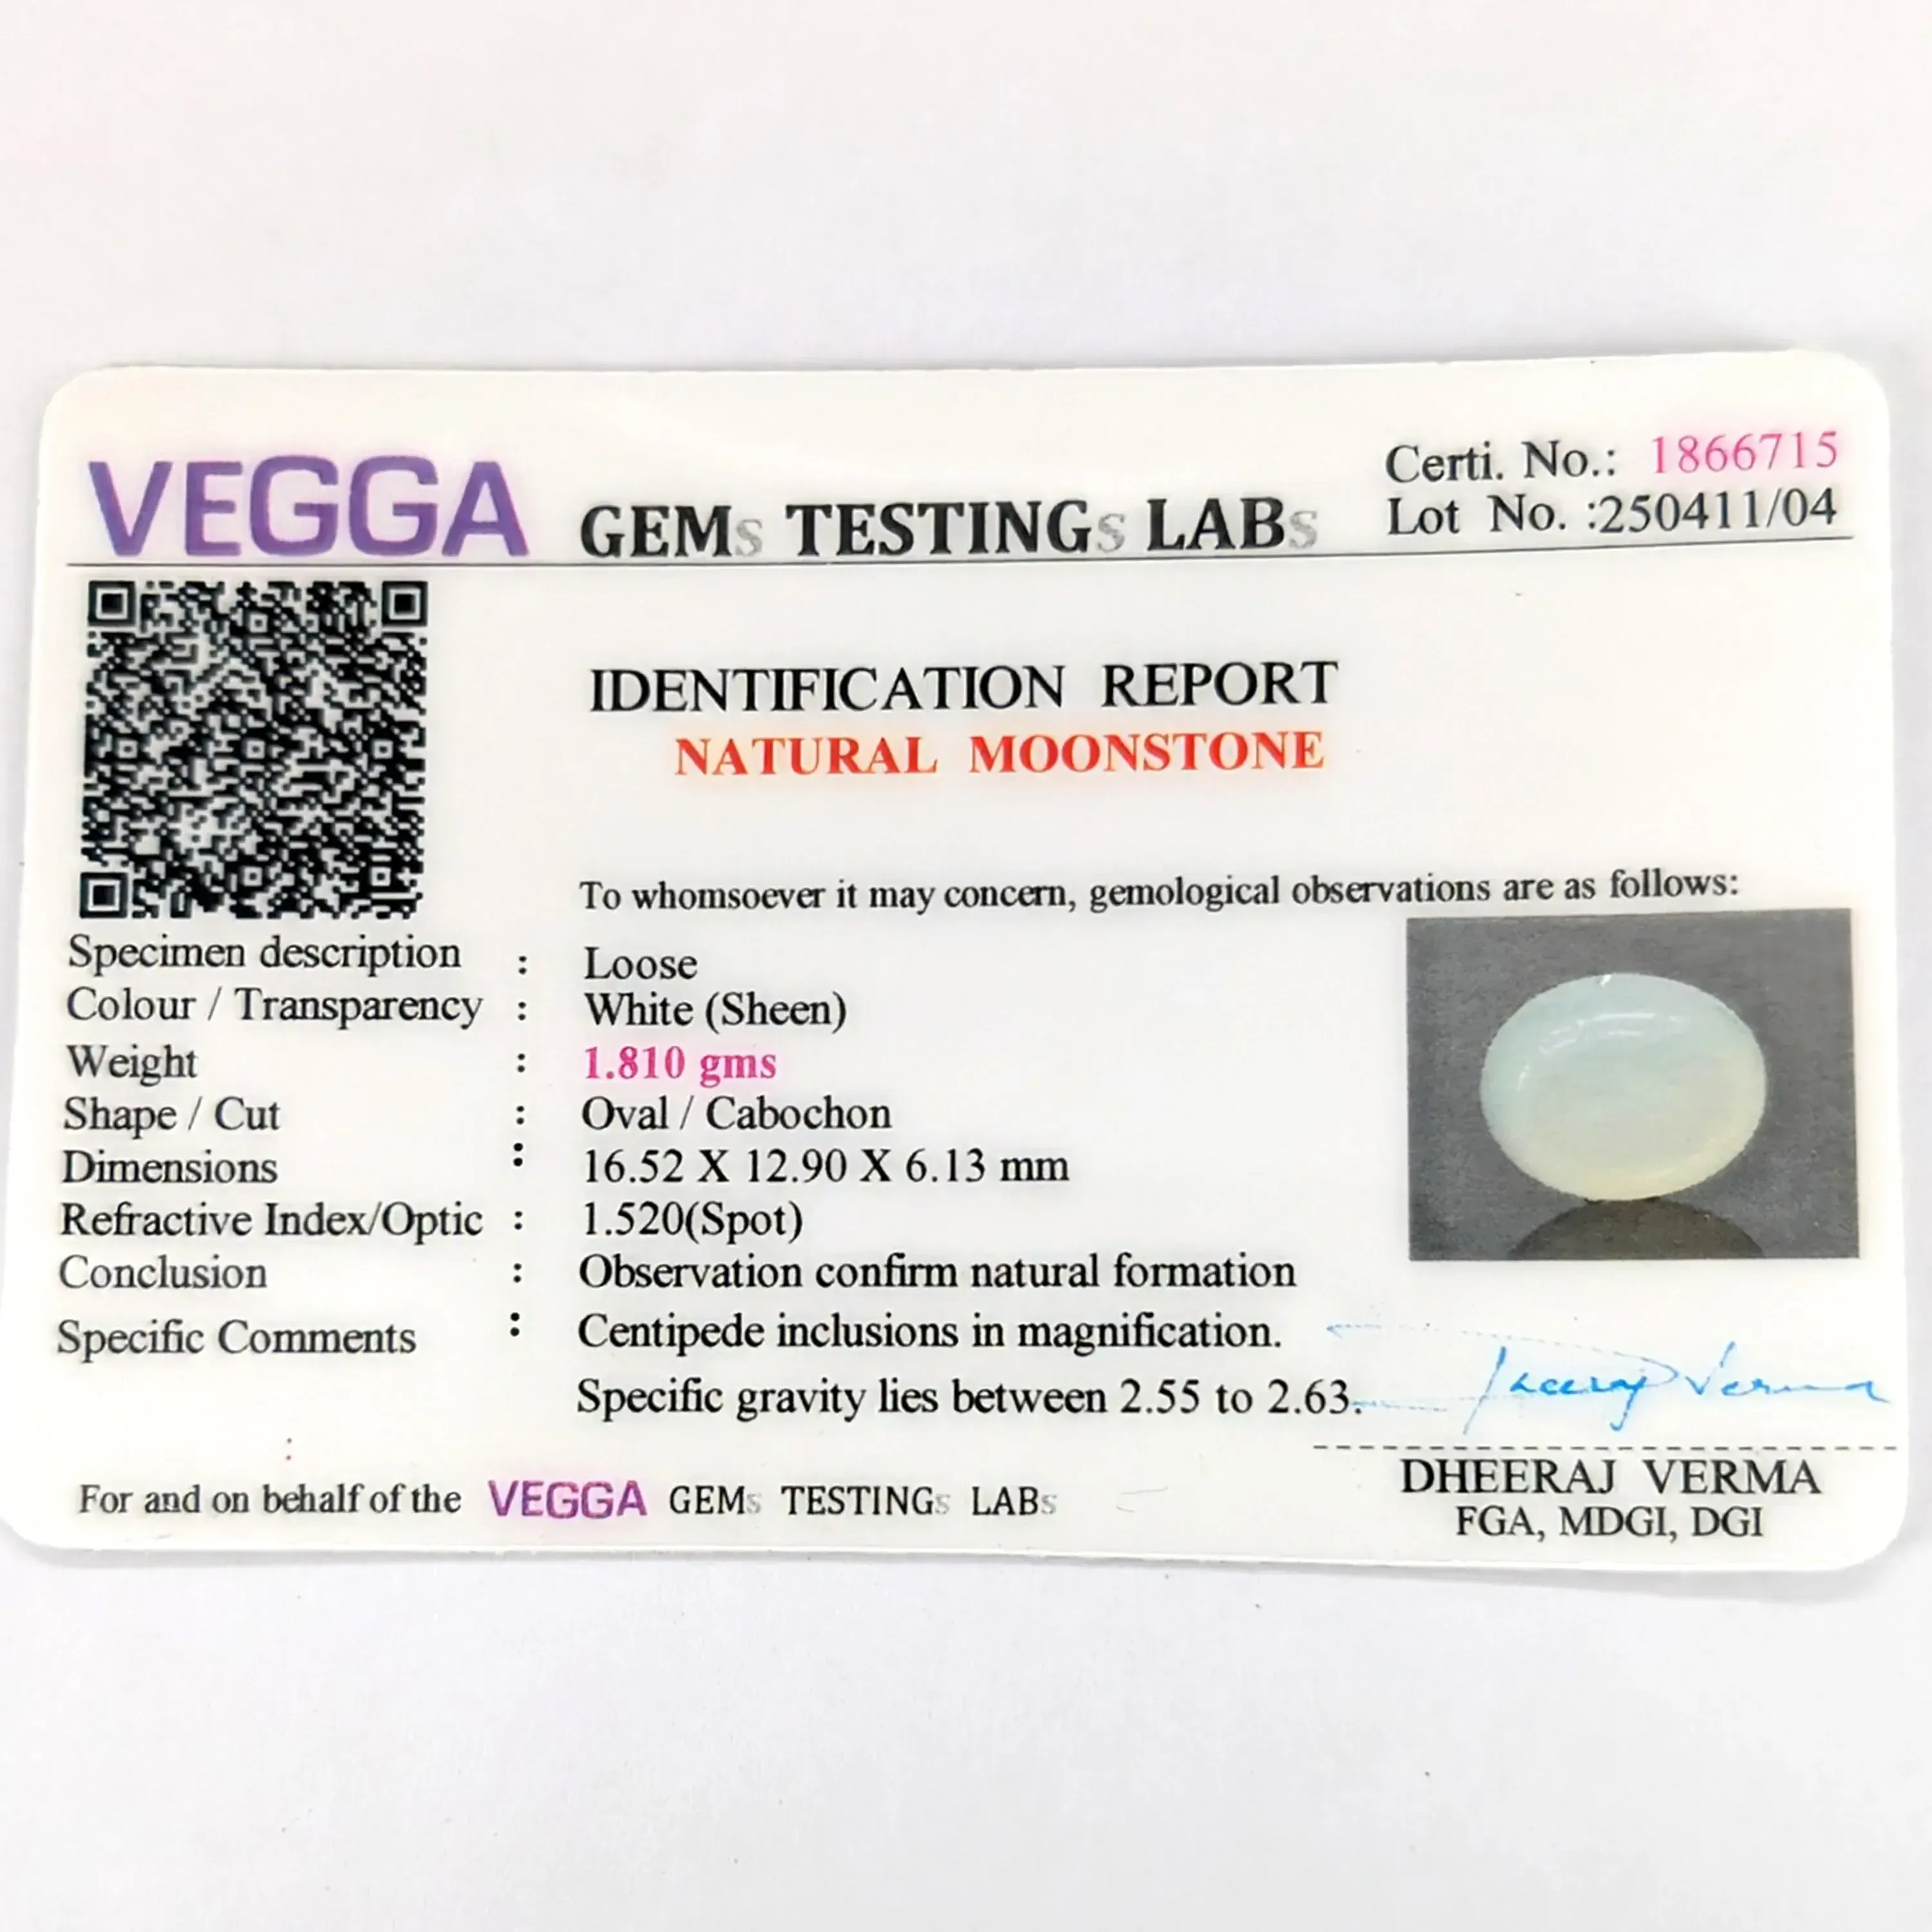 VEGGA GEMs TESTINGs LABs
Certi. No.: 1866715
Lot No. :250411/04
IDENTIFICATION REPORT
NATURAL MOONSTONE
To whomsoever it may concern, gemological observations are as follows:
Specimen description : Loose
Colour / Transparency : White (Sheen)
Weight : 1.810 gms
Shape / Cut : Oval / Cabochon
Dimensions : 16.52 X 12.90 X 6.13 mm
Refractive Index/Optic : 1.520(Spot)
Conclusion : Observation confirm natural formation
Specific Comments : Centipede inclusions in magnification.
Specific gravity lies between 2.55 to 2.63.
Dheeraj Verma
DHEERAJ VERMA
FGA, MDGI, DGI
For and on behalf of the VEGGA GEMs TESTINGs LABs